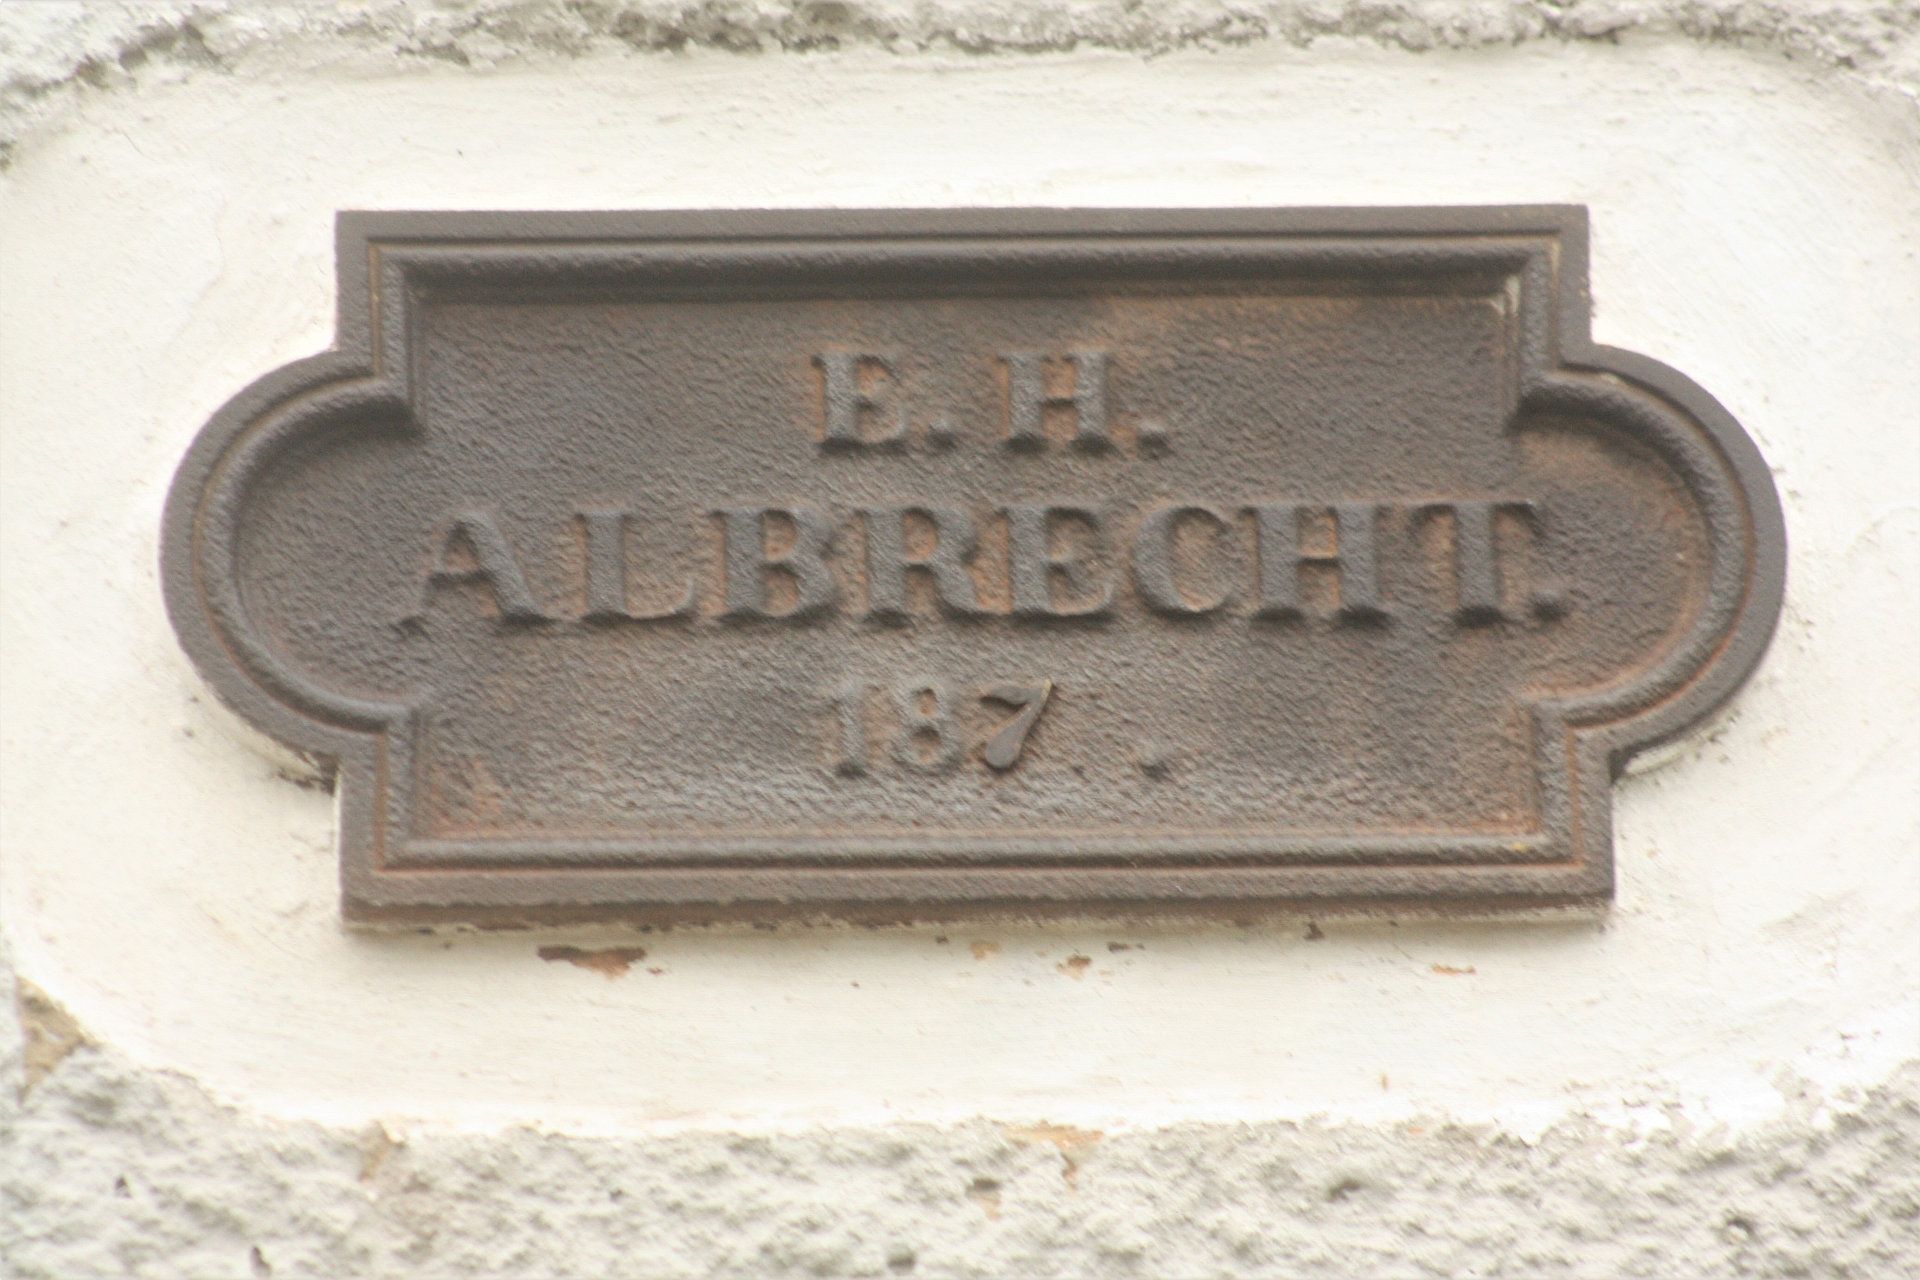 E. H.
ALBRECHT.
187 .